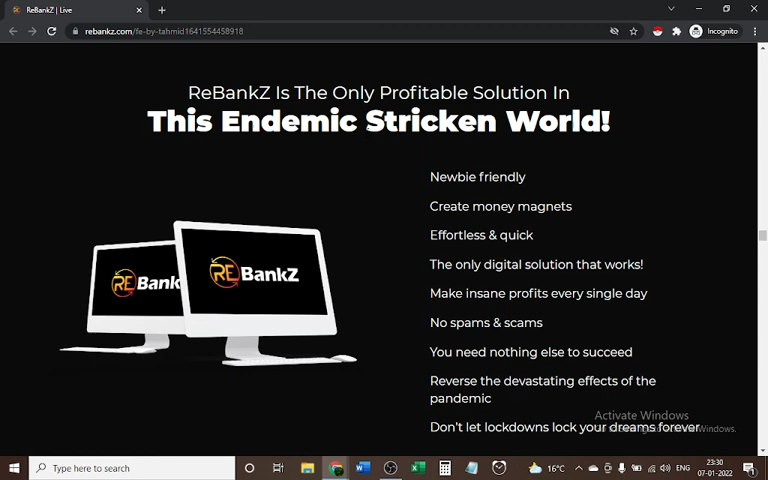 ReBankZ | Live
rebankz.com/fe-by-tahmid1641554458918
Incognito
ReBankZ Is The Only Profitable Solution In
This Endemic Stricken World!
Newbie friendly
Create money magnets
Effortless & quick
The only digital solution that works!
Make insane profits every single day
No spams & scams
You need nothing else to succeed
Reverse the devastating effects of the
pandemic
Don't let lockdowns lock your dreams forever.
REBankZ
REBank
Activate Windows
Windows.
Type here to search
16°C
ENG
23:30
07-01-2022
1